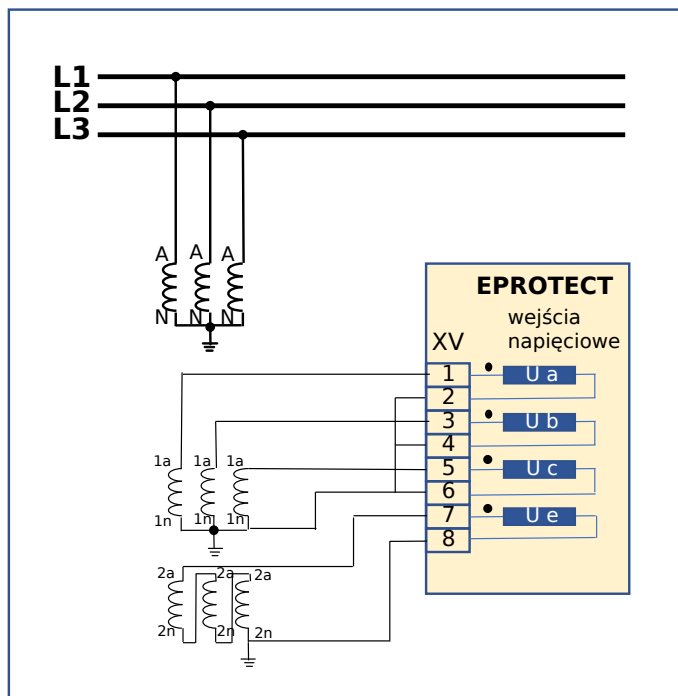 L1
L2
L3
A A A
N N N
EPROTECT
wejścia
napięciowe
XV
1 U a
2
3 U b
4
5 U c
6
7 U e
8
1a 1a 1a
1n 1n 1n
2a 2a 2a
2n 2n 2n